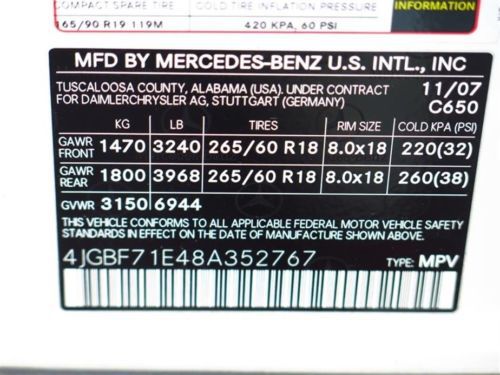 COMPACT SPARE TIRE COLD TIRE INFLATION PRESSURE INFORMATION
165/90 R19 119M 420 KPA, 60 PSI
MFD BY MERCEDES-BENZ U.S. INTL., INC
TUSCALOOSA COUNTY, ALABAMA (USA). UNDER CONTRACT 11/07
FOR DAIMLERCHRYSLER AG, STUTTGART (GERMANY) C650
KG LB TIRES RIM SIZE COLD KPA (PSI)
GAWR FRONT 1470 3240 265/60 R18 8.0x18 220(32)
GAWR REAR 1800 3968 265/60 R18 8.0x18 260(38)
GVWR 3150 6944
THIS VEHICLE CONFORMS TO ALL APPLICABLE FEDERAL MOTOR VEHICLE SAFETY
STANDARDS IN EFFECT ON THE DATE OF MANUFACTURE SHOWN ABOVE
4JGBF71E48A352767 TYPE: MPV